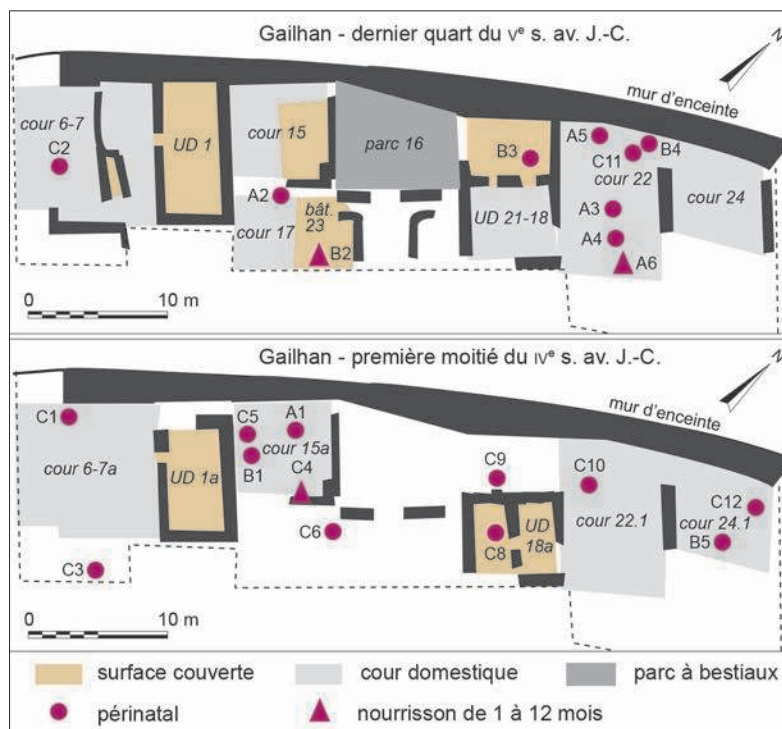 Gailhan - dernier quart du Ve s. av. J.-C.
N
mur d'enceinte
cour 6-7
C2
UD 1
cour 15
parc 16
B3
A5
B4
C11
cour 22
cour 24
A2
bât.
23
cour 17
B2
UD 21-18
A3
A4
A6
0 10 m
Gailhan - première moitié du IVe s. av. J.-C.
N
mur d'enceinte
C1
cour 6-7a
UD 1a
C5
A1
cour 15a
B1
C4
C9
C10
C12
cour 22.1
cour 24.1
B5
C6
C8
UD
18a
C3
0 10 m
surface couverte
cour domestique
parc à bestiaux
périnatal
nourrisson de 1 à 12 mois